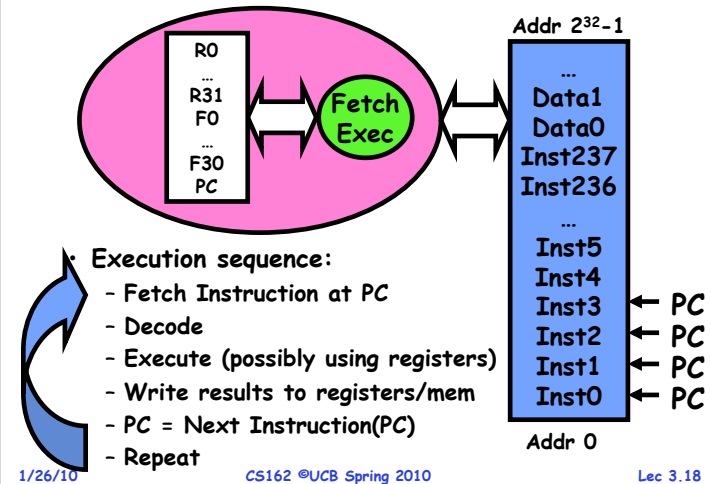 Addr 2³²-1
R0
…
R31
F0
…
F30
PC
Fetch
Exec
…
Data1
Data0
Inst237
Inst236
…
Inst5
Inst4
Inst3 PC
Inst2 PC
Inst1 PC
Inst0 PC
Addr 0
• Execution sequence:
– Fetch Instruction at PC
– Decode
– Execute (possibly using registers)
– Write results to registers/mem
– PC = Next Instruction(PC)
– Repeat
1/26/10 CS162 ©UCB Spring 2010 Lec 3.18